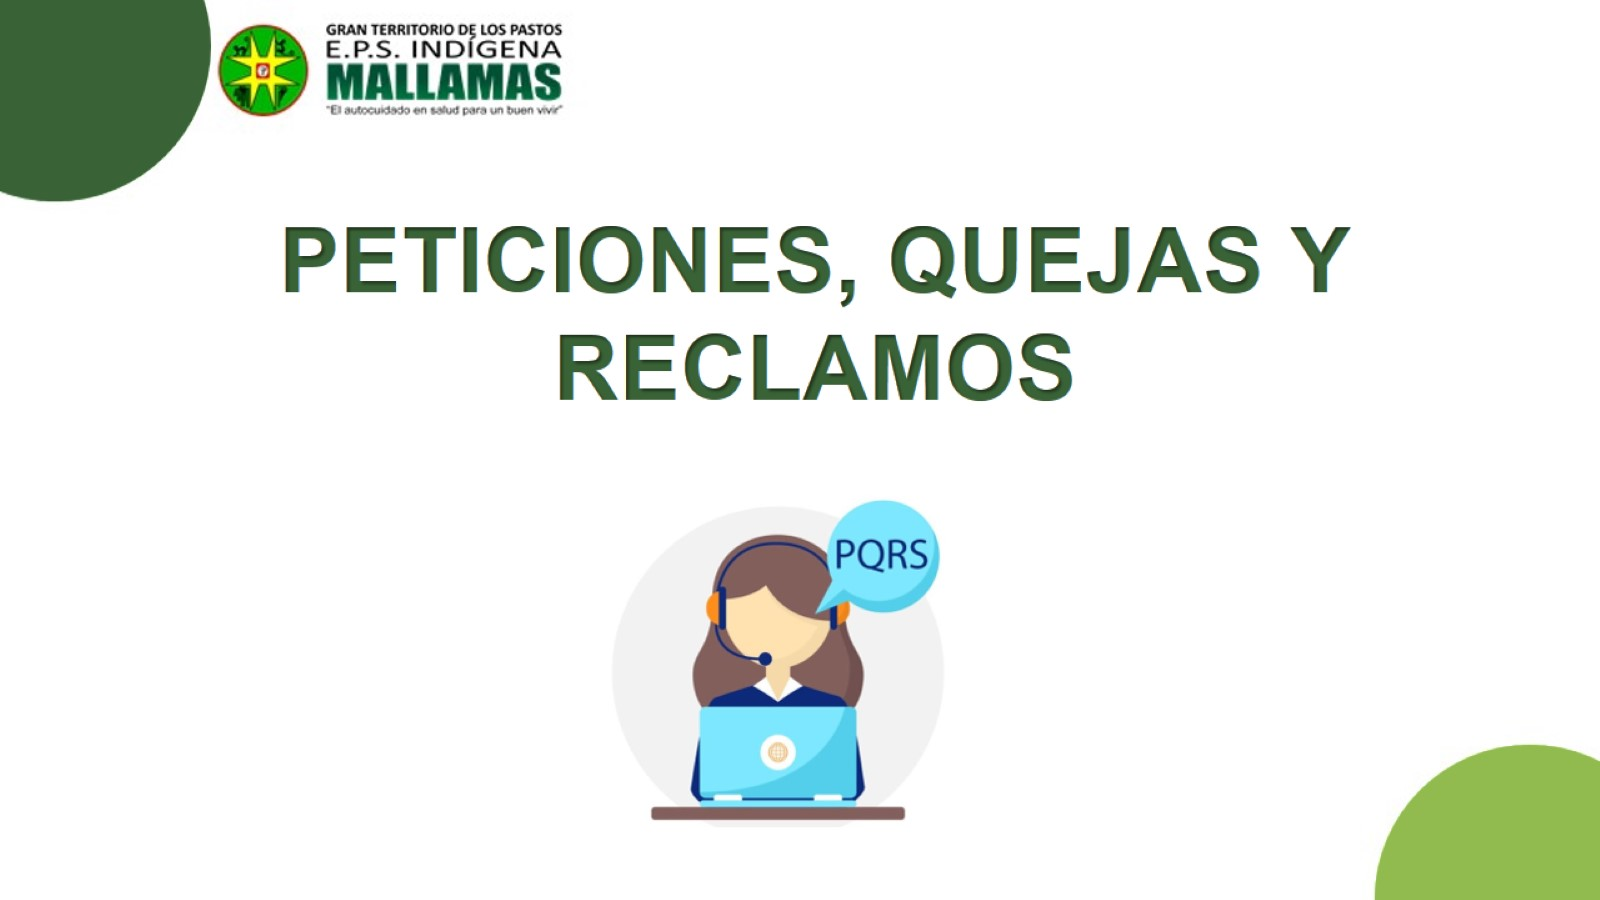 GRAN TERRITORIO DE LOS PASTOS
E.P.S. INDÍGENA
MALLAMAS
"El autocuidado en salud para un buen vivir"
PETICIONES, QUEJAS Y
RECLAMOS
PQRS